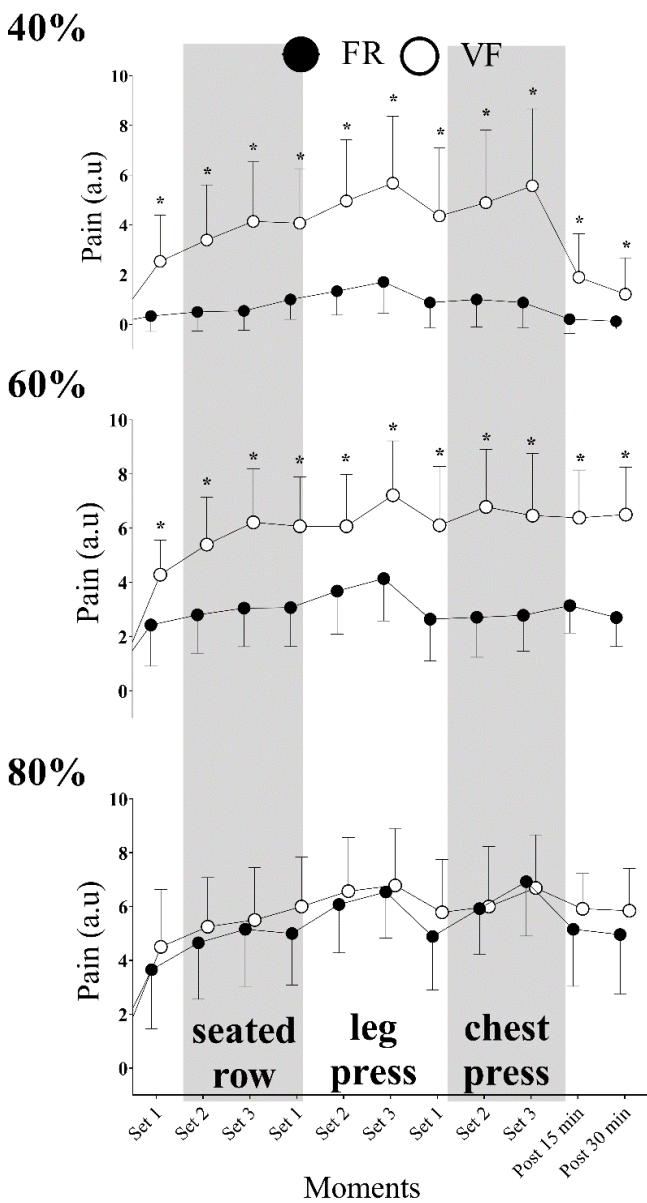 40%
FR VF
Pain (a.u)
10
8
6
4
2
0
* * * * * * * * * * *
60%
Pain (a.u)
10
8
6
4
2
0
* * * * * * * * * * *
80%
Pain (a.u)
10
8
6
4
2
0
seated row
leg press
chest press
Set 1
Set 2
Set 3
Set 1
Set 2
Set 3
Set 1
Set 2
Set 3
Post 15 min
Post 30 min
Moments